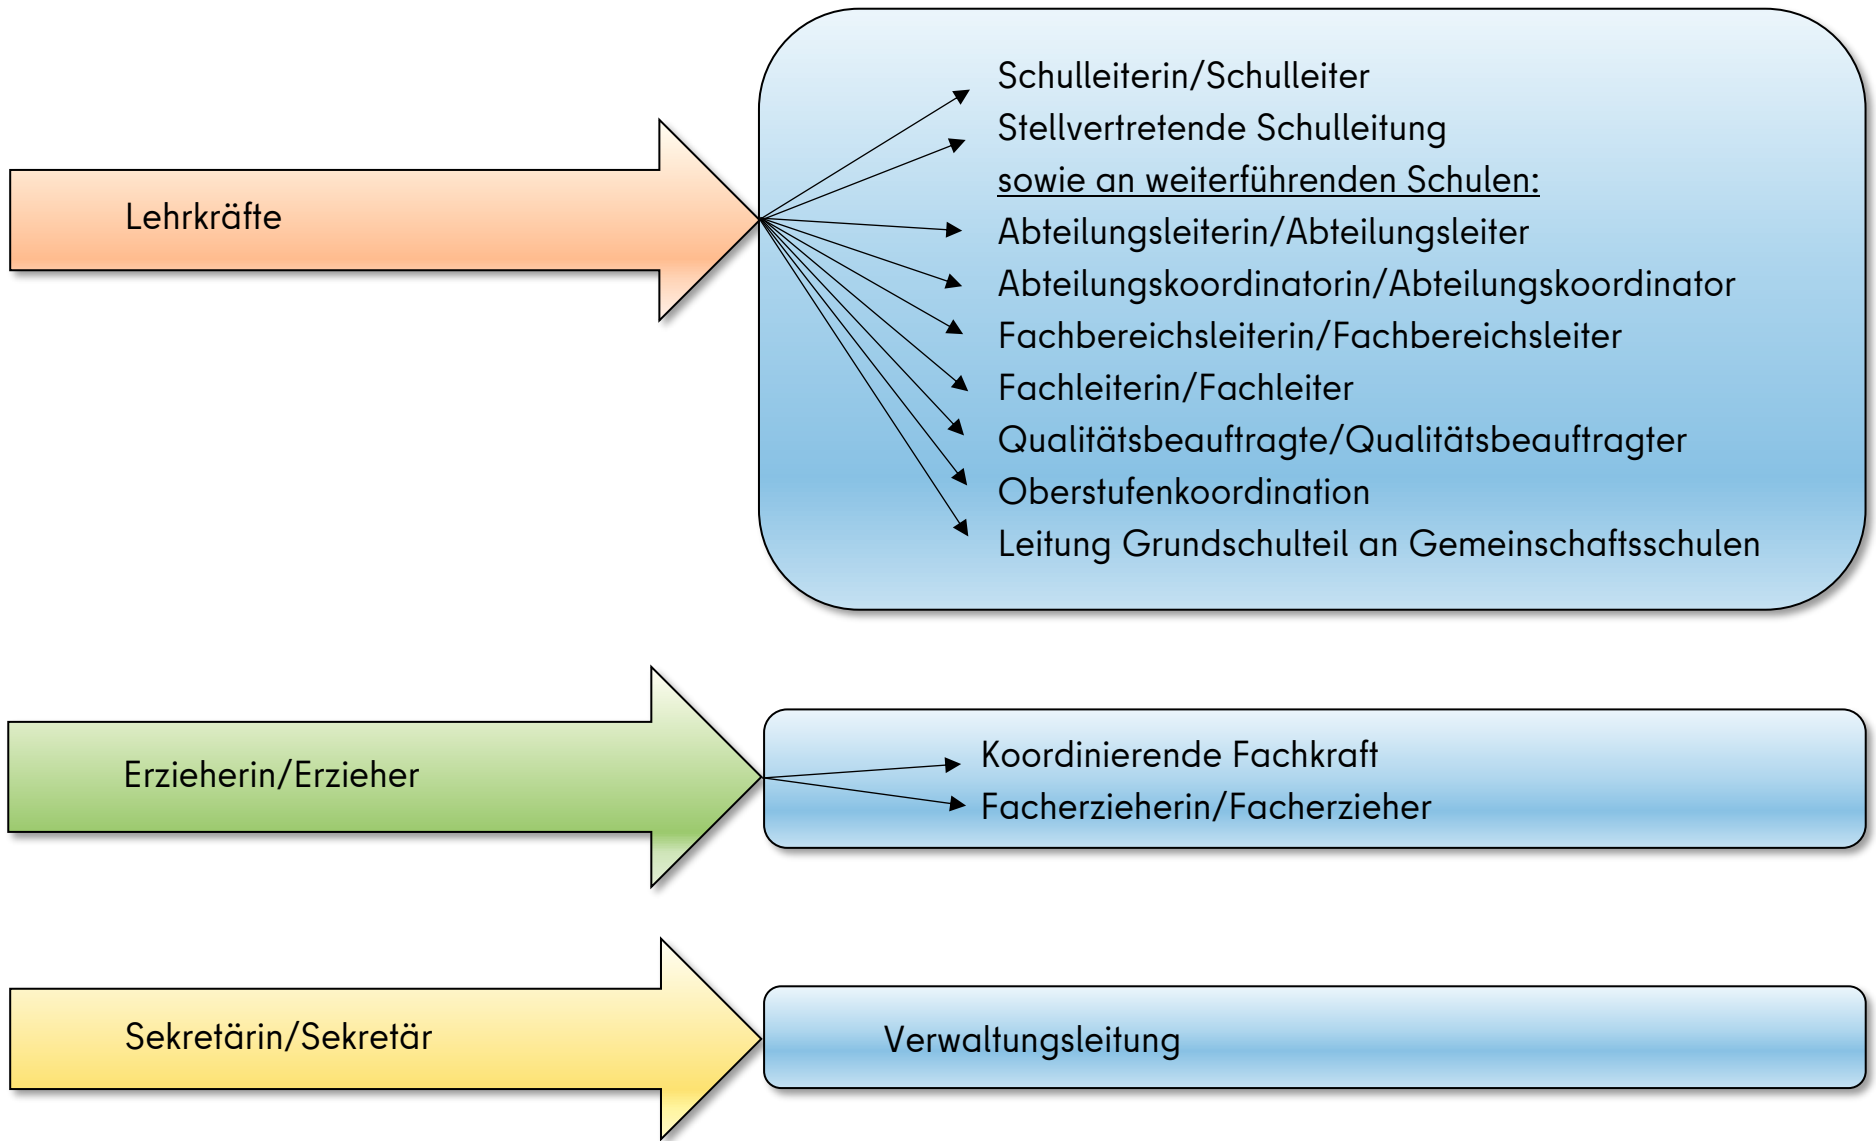 Lehrkräfte
Schulleiterin/Schulleiter
Stellvertretende Schulleitung
sowie an weiterführenden Schulen:
Abteilungsleiterin/Abteilungsleiter
Abteilungskoordinatorin/Abteilungskoordinator
Fachbereichsleiterin/Fachbereichsleiter
Fachleiterin/Fachleiter
Qualitätsbeauftragte/Qualitätsbeauftragter
Oberstufenkoordination
Leitung Grundschulteil an Gemeinschaftsschulen
Erzieherin/Erzieher
Koordinierende Fachkraft
Facherzieherin/Facherzieher
Sekretärin/Sekretär
Verwaltungsleitung